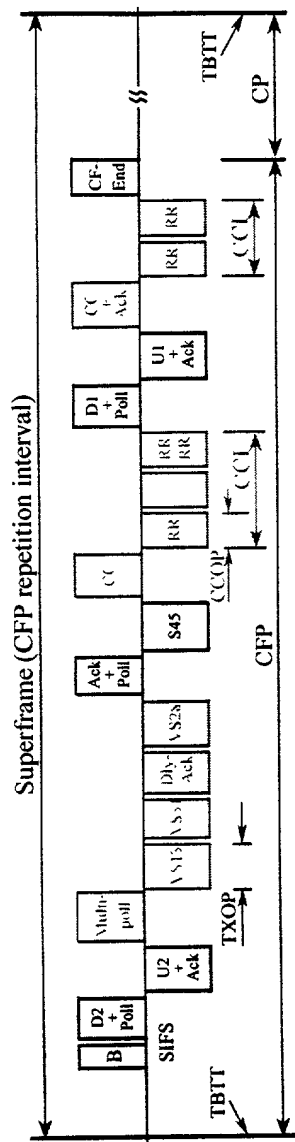 Superframe (CFP repetition interval)
B
D2
+
Poll
Multi-
poll
Ack
+
Poll
CC
D1
+
Poll
CC
+
Ack
CF-
End
U2
+
Ack
VS13
Dly-
Ack
VS28
S45
RR
RR
RR
U1
+
Ack
RR
RR
SIFS
TXOP
CCOP
CCI
CCI
TBTT
CFP
CP
TBTT